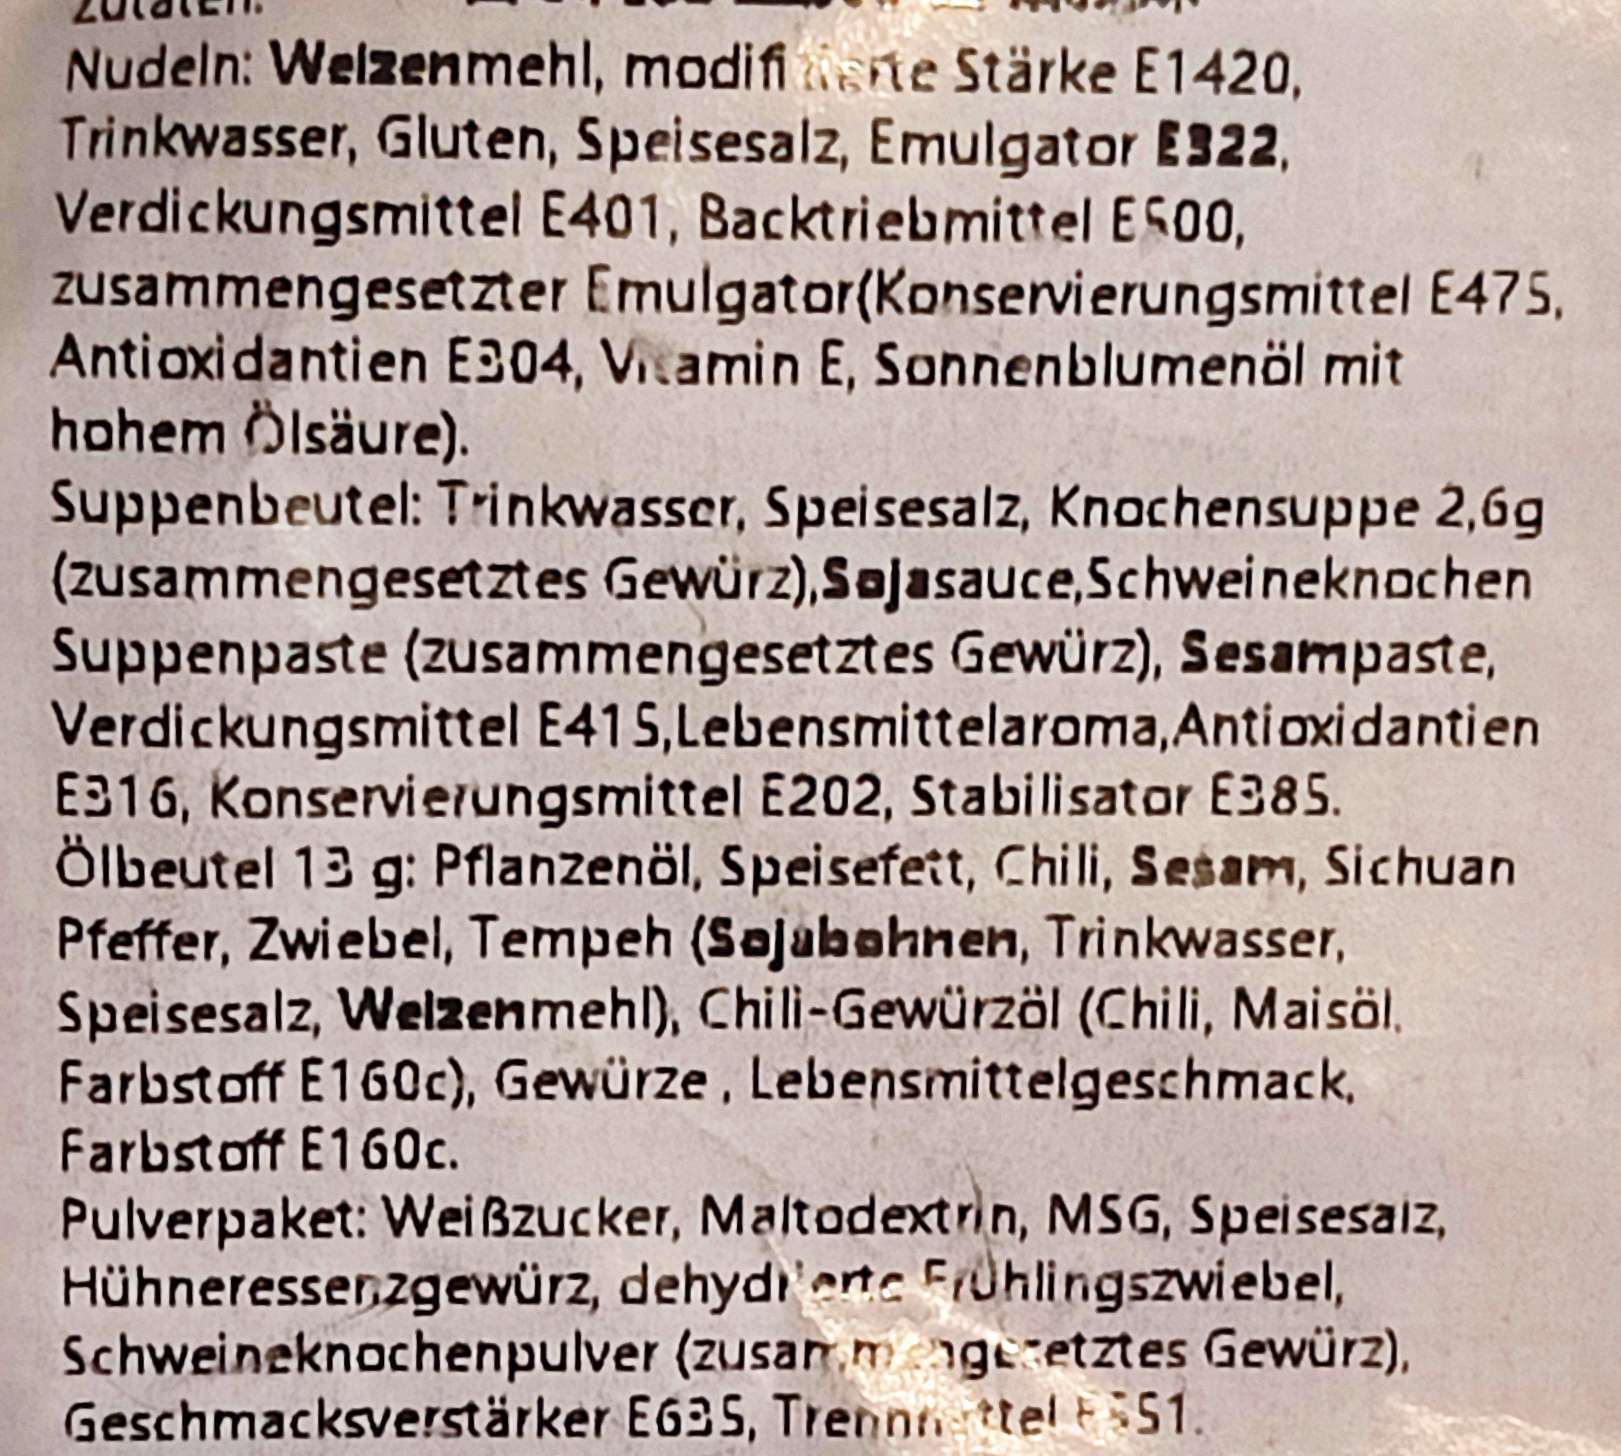 Zutaten:
Nudeln: Weizenmehl, modifizierte Stärke E1420,
Trinkwasser, Gluten, Speisesalz, Emulgator E322,
Verdickungsmittel E401, Backtriebmittel E500,
zusammengesetzter Emulgator(Konservierungsmittel E475,
Antioxidantien E304, Vitamin E, Sonnenblumenöl mit
hohem Ölsäure).
Suppenbeutel: Trinkwasser, Speisesalz, Knochensuppe 2,6g
(zusammengesetztes Gewürz),Sojasauce,Schweineknochen
Suppenpaste (zusammengesetztes Gewürz), Sesampaste,
Verdickungsmittel E415,Lebensmittelaroma,Antioxidantien
E316, Konservierungsmittel E202, Stabilisator E385.
Ölbeutel 13 g: Pflanzenöl, Speisefett, Chili, Sesam, Sichuan
Pfeffer, Zwiebel, Tempeh (Sojabohnen, Trinkwasser,
Speisesalz, Weizenmehl), Chili-Gewürzöl (Chili, Maisöl,
Farbstoff E160c), Gewürze , Lebensmittelgeschmack,
Farbstoff E160c.
Pulverpaket: Weißzucker, Maltodextrin, MSG, Speisesalz,
Hühneressenzgewürz, dehydrierte Frühlingszwiebel,
Schweineknochenpulver (zusammengesetztes Gewürz),
Geschmacksverstärker E635, Trennmittel E551.